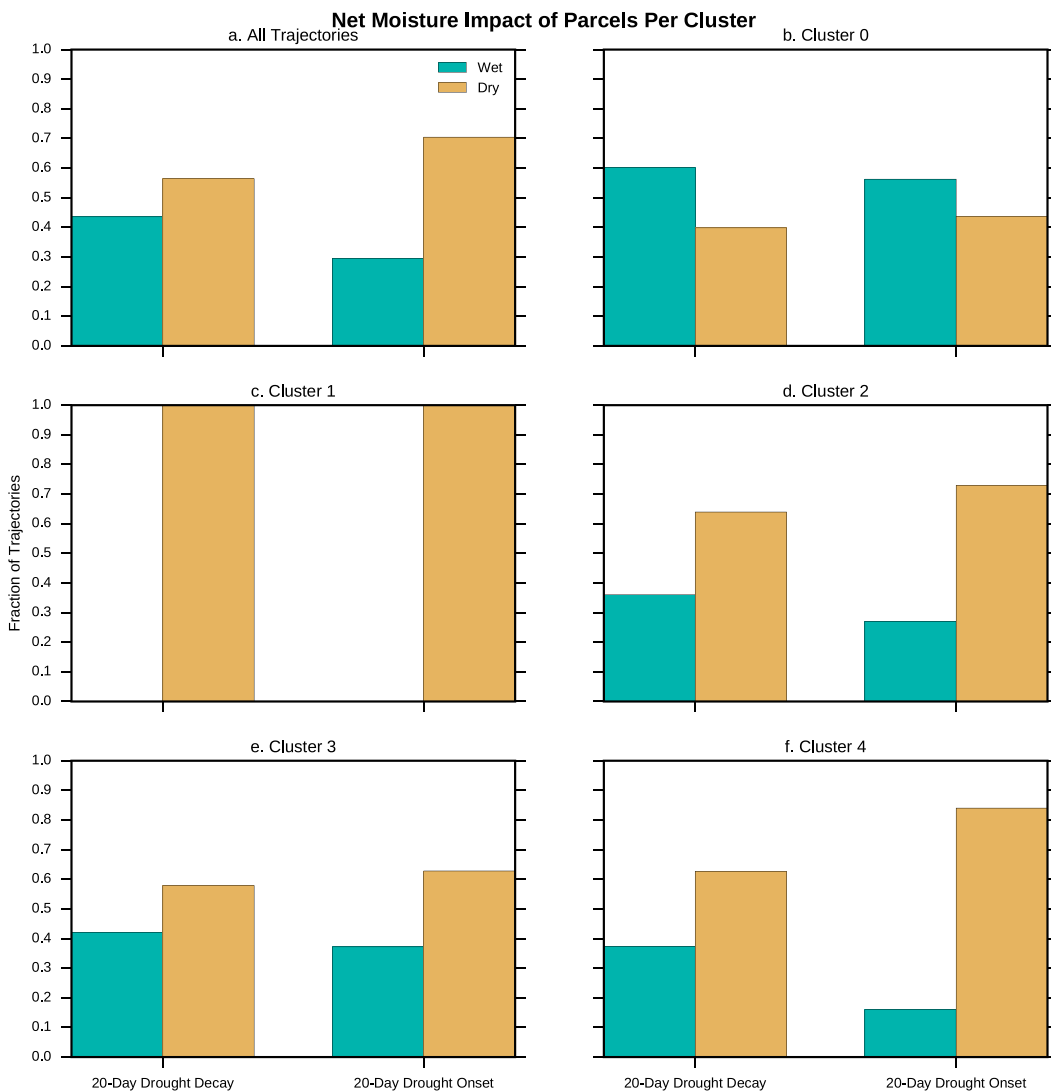 Net Moisture Impact of Parcels Per Cluster
a. All Trajectories
1.0
0.9
0.8
0.7
0.6
0.5
0.4
0.3
0.2
0.1
0.0
Wet
Dry
b. Cluster 0
c. Cluster 1
1.0
0.9
0.8
0.7
0.6
0.5
0.4
0.3
0.2
0.1
0.0
Fraction of Trajectories
d. Cluster 2
e. Cluster 3
1.0
0.9
0.8
0.7
0.6
0.5
0.4
0.3
0.2
0.1
0.0
20-Day Drought Decay
20-Day Drought Onset
f. Cluster 4
20-Day Drought Decay
20-Day Drought Onset